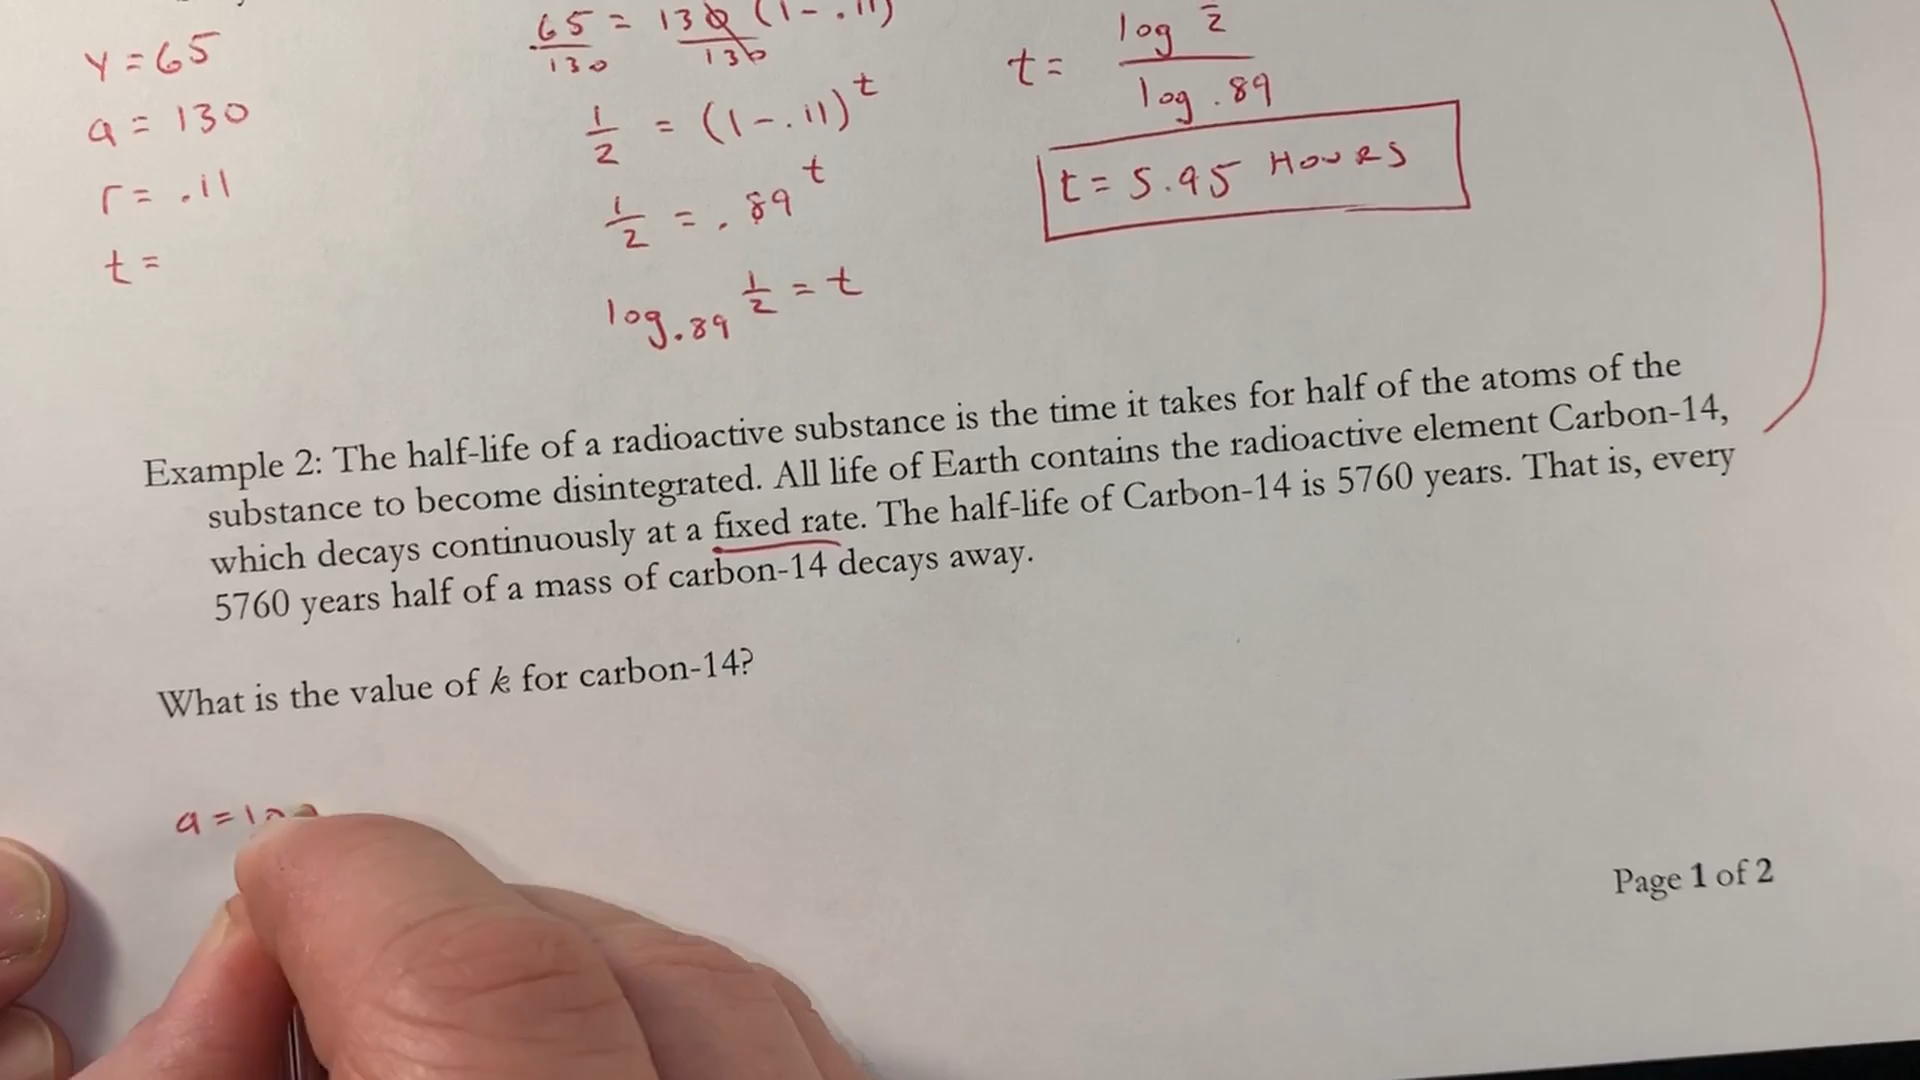 y = 65
a = 130
r = .11
t =
65 = 130 (1 - .11)
130 130
1/2 = (1 - .11)^t
1/2 = .89^t
log.89 1/2 = t
t = log 2 / log .89
t = 5.95 HOURS
Example 2: The half-life of a radioactive substance is the time it takes for half of the atoms of the
substance to become disintegrated. All life of Earth contains the radioactive element Carbon-14,
which decays continuously at a fixed rate. The half-life of Carbon-14 is 5760 years. That is, every
5760 years half of a mass of carbon-14 decays away.
What is the value of k for carbon-14?
a = 1
Page 1 of 2